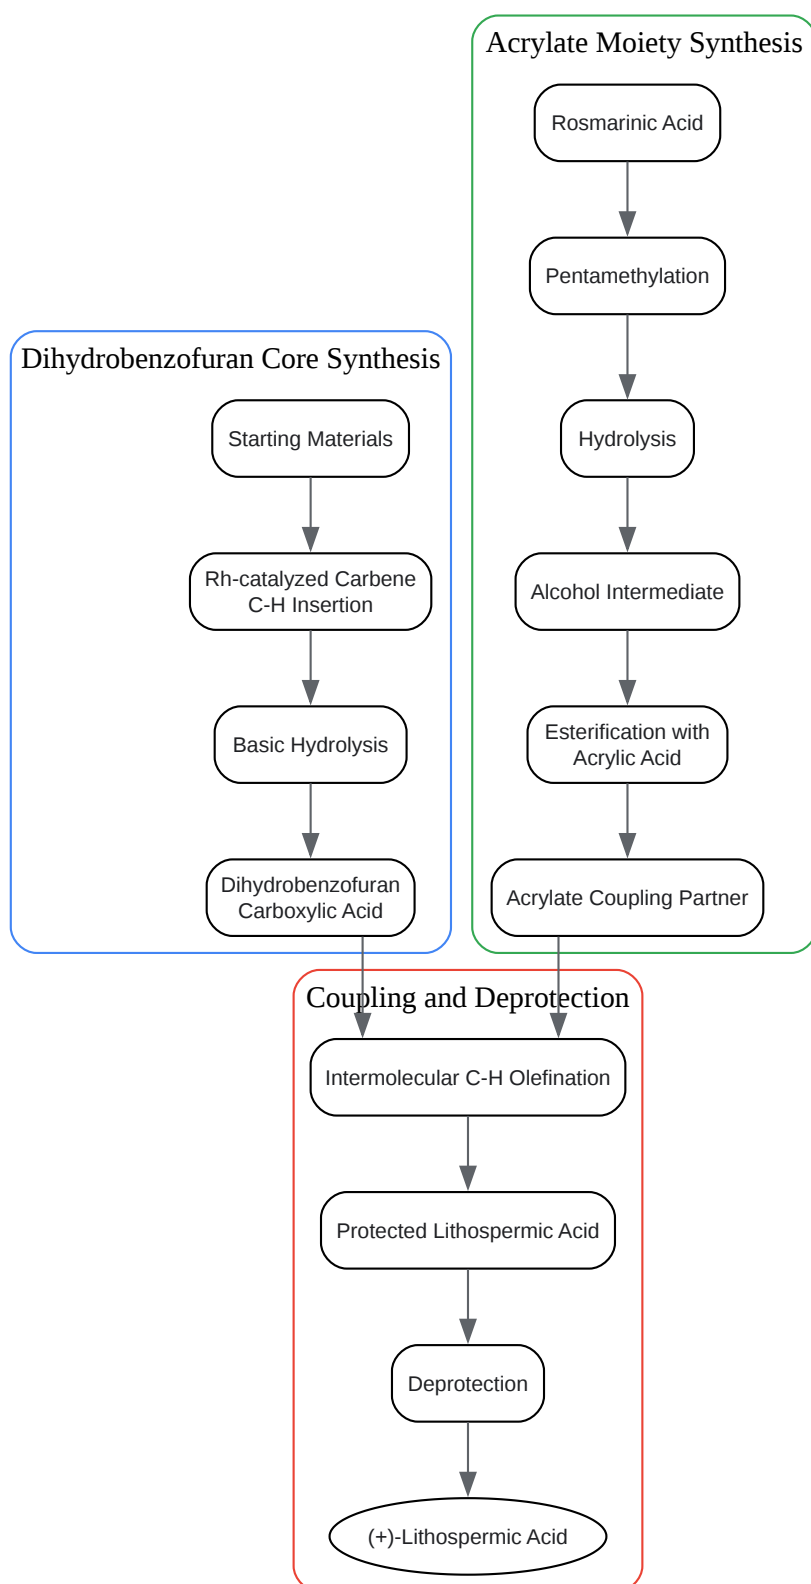 Acrylate Moiety Synthesis
Rosmarinic Acid
Pentamethylation
Hydrolysis
Alcohol Intermediate
Esterification with
Acrylic Acid
Acrylate Coupling Partner
Dihydrobenzofuran Core Synthesis
Starting Materials
Rh-catalyzed Carbene
C-H Insertion
Basic Hydrolysis
Dihydrobenzofuran
Carboxylic Acid
Coupling and Deprotection
Intermolecular C-H Olefination
Protected Lithospermic Acid
Deprotection
(+)-Lithospermic Acid